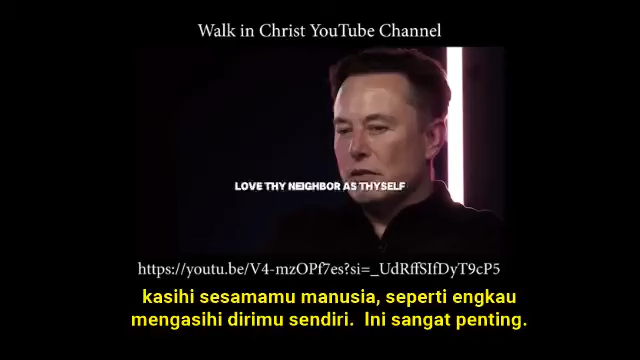 Walk in Christ YouTube Channel
LOVE THY NEIGHBOR AS THYSELF
https://youtu.be/V4-mzOPf7es?si=_UdRffSIfDyT9cP5
kasihi sesamamu manusia, seperti engkau
mengasihi dirimu sendiri. Ini sangat penting.